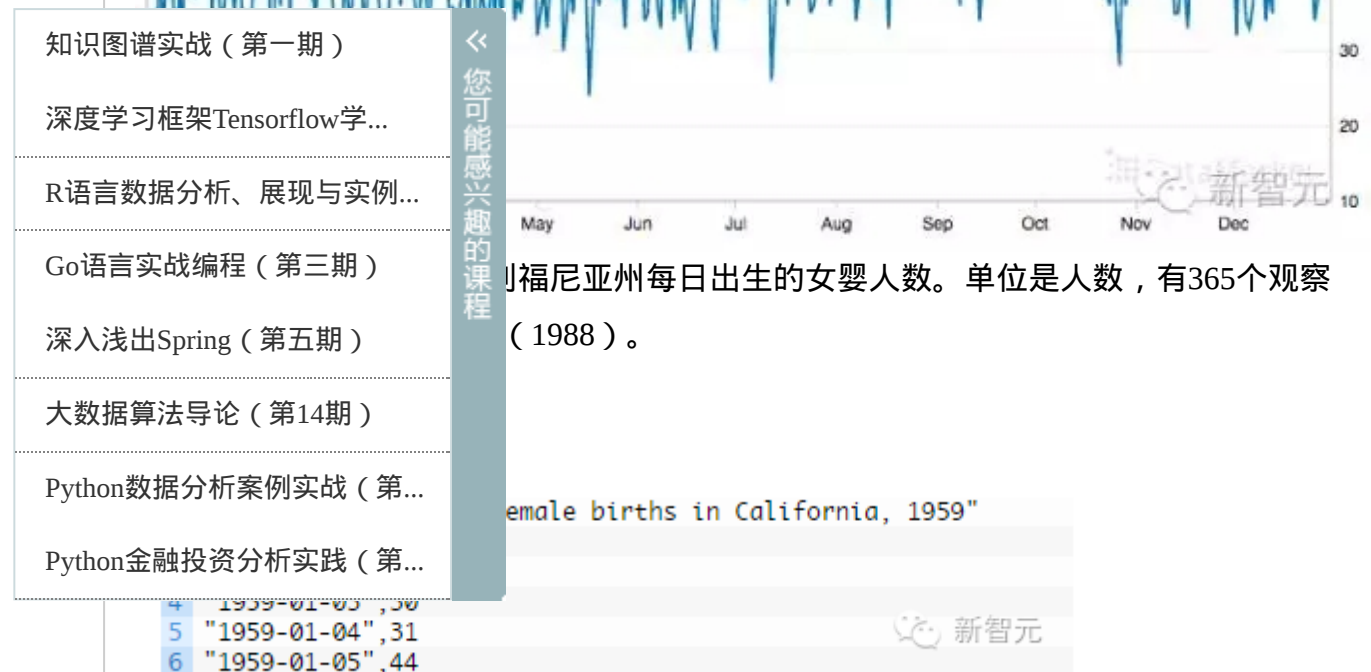 知识图谱实战（第一期）
深度学习框架Tensorflow学...
R语言数据分析、展现与实例...
Go语言实战编程（第三期）
深入浅出Spring（第五期）
大数据算法导论（第14期）
Python数据分析案例实战（第...
Python金融投资分析实践（第...
«
您可能感兴趣的课程
30
20
10
新智元
May Jun Jul Aug Sep Oct Nov Dec
福尼亚州每日出生的女婴人数。单位是人数，有365个观察
（1988）。
emale births in California, 1959"
4 "1959-01-03",50
5 "1959-01-04",31
6 "1959-01-05",44
新智元